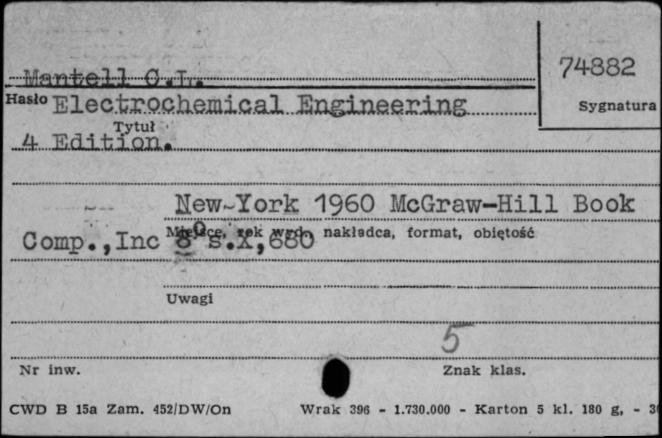 74882
Mantell C.L.
Hasło Electrochemical Engineering
Sygnatura
Tytuł
4 Edition.
New-York 1960 McGraw-Hill Book
Miejsce, rok wyd., nakładca, format, objętość
Comp.,Inc 8° s.X,680
Uwagi
5
Nr inw.
Znak klas.
CWD B 15a Zam. 452/DW/On Wrak 396 - 1.730.000 - Karton 5 kl. 180 g, -